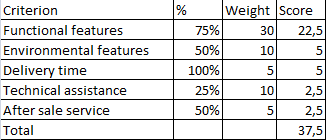 Criterion % Weight Score
Functional features 75% 30 22,5
Environmental features 50% 10 5
Delivery time 100% 5 5
Technical assistance 25% 10 2,5
After sale service 50% 5 2,5
Total 37,5